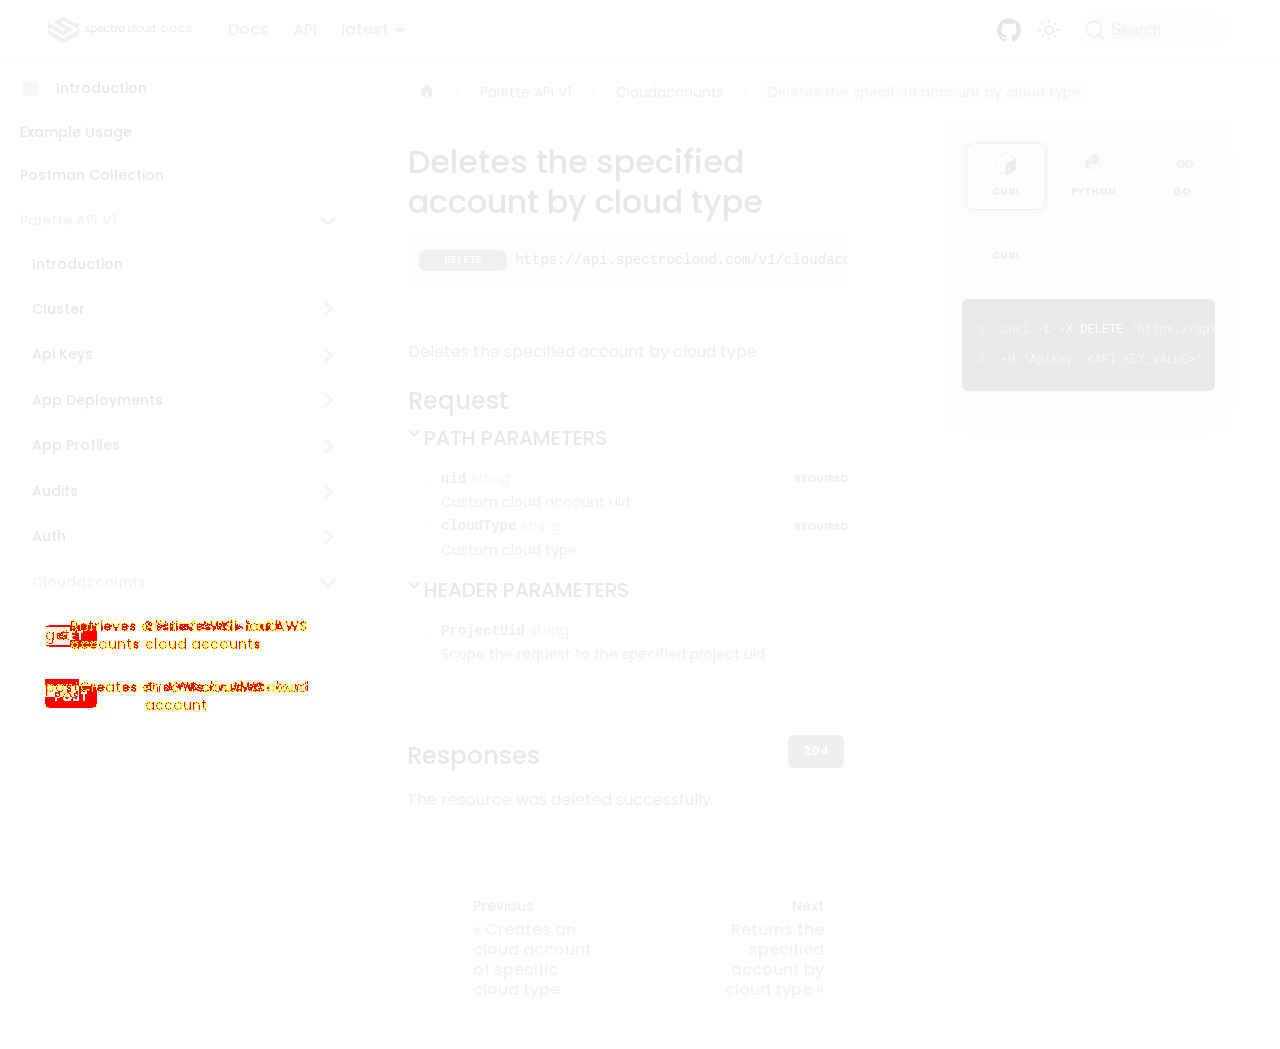 spectro cloud DOCS Docs API latest Search
Introduction
Palette API V1 Cloudaccounts Deletes the specified account by cloud type
Example Usage
Postman Collection
Palette API V1
Introduction
Cluster
Api Keys
App Deployments
App Profiles
Audits
Auth
Cloudaccounts
cloud accounts
POST
account
Deletes the specified
account by cloud type
DELETE https://api.spectrocloud.com/v1/cloudacc
Deletes the specified account by cloud type
Request
PATH PARAMETERS
uid string REQUIRED
Custom cloud account uid
cloudType string REQUIRED
Custom cloud type
HEADER PARAMETERS
ProjectUid string
Scope the request to the specified project uid
Responses 204
The resource was deleted successfully
Previous
« Creates an
cloud account
of specific
cloud type
Next
Returns the
specified
account by
cloud type »
CURL PYTHON GO
CURL
1 curl -L -X DELETE 'https://api
2 -H 'ApiKey: <API_KEY_VALUE>'